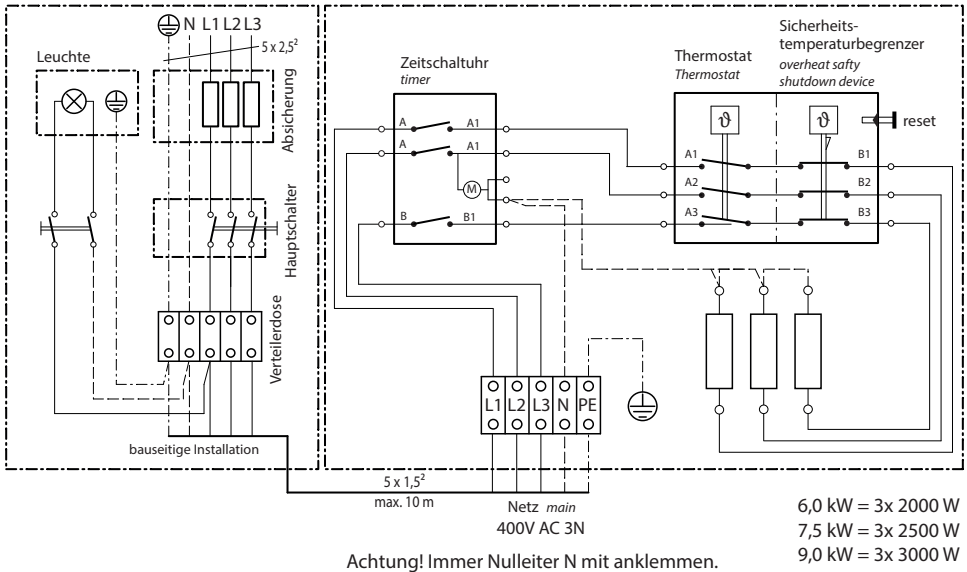 N L1 L2 L3
5 x 2,5²
Leuchte
Absicherung
Hauptschalter
Verteilerdose
bauseitige Installation
Zeitschaltuhr
timer
A A1
A A1
M
B B1
Thermostat
Thermostat
Sicherheits-
temperaturbegrenzer
overheat safty
shutdown device
ϑ ϑ
reset
A1 B1
A2 B2
A3 B3
L1 L2 L3 N PE
5 x 1,5²
max. 10 m
Netz main
400V AC 3N
6,0 kW = 3x 2000 W
7,5 kW = 3x 2500 W
9,0 kW = 3x 3000 W
Achtung! Immer Nulleiter N mit anklemmen.